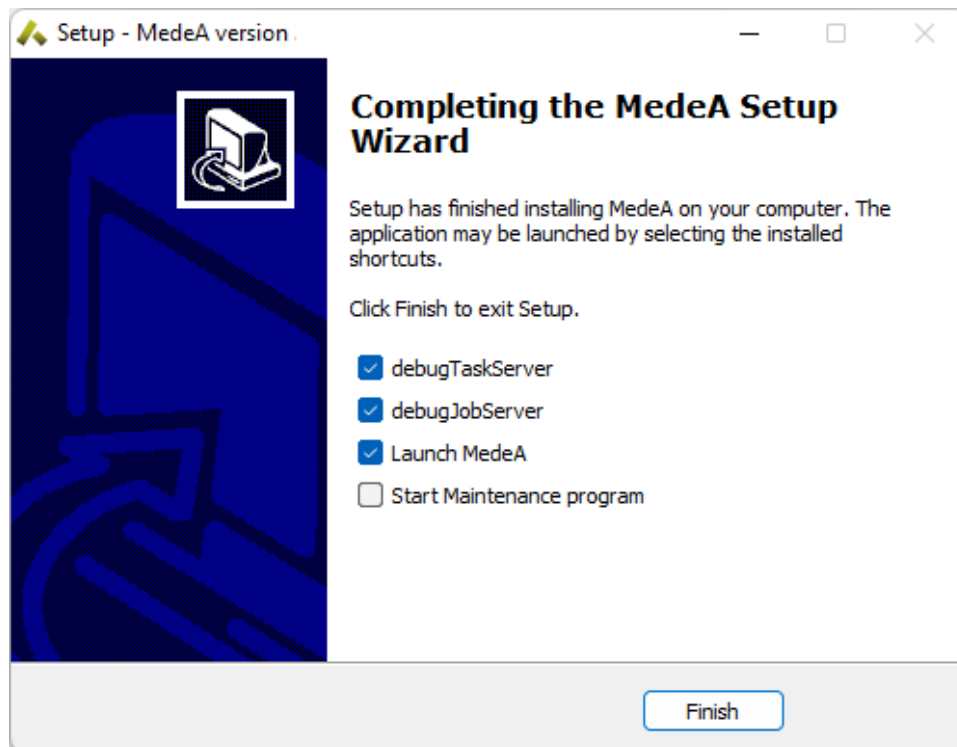 Setup - MedeA version
Completing the MedeA Setup
Wizard
Setup has finished installing MedeA on your computer. The
application may be launched by selecting the installed
shortcuts.
Click Finish to exit Setup.
debugTaskServer
debugJobServer
Launch MedeA
Start Maintenance program
Finish